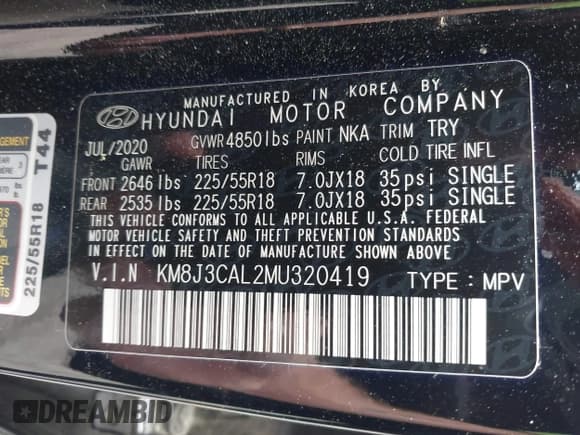 MANUFACTURED IN KOREA BY
HYUNDAI MOTOR COMPANY
JUL/2020 GVWR 4850lbs PAINT NKA TRIM TRY
GAWR TIRES RIMS COLD TIRE INFL
FRONT 2646 lbs 225/55R18 7.0JX18 35psi SINGLE
REAR 2535 lbs 225/55R18 7.0JX18 35psi SINGLE
THIS VEHICLE CONFORMS TO ALL APPLICABLE U.S.A. FEDERAL
MOTOR VEHICLE SAFETY AND THEFT PREVENTION STANDARDS
IN EFFECT ON THE DATE OF MANUFACTURE SHOWN ABOVE.
V.I.N KM8J3CAL2MU320419 TYPE : MPV
225/55R18 T44
DREAMBID